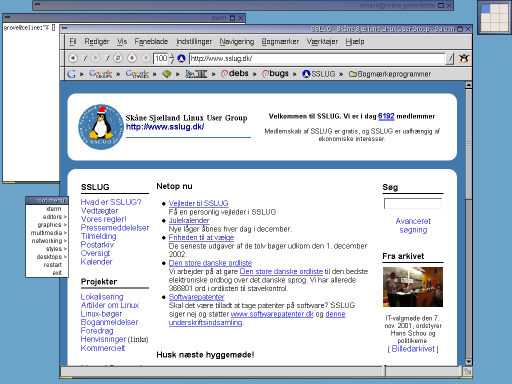 emacs@celine.grove.home
xterm
grove@celine:~$
SSLUG - Skåne Sjælland Linux User Group - Galeon
Fil Redigér Vis Faneblade Indstillinger Navigering Bogmærker Værktøjer Hjælp
100 http://www.sslug.dk/
Google debs bugs SSLUG Bogmærkeprogrammer
Skåne Sjælland Linux User Group
http://www.sslug.dk/
Velkommen til SSLUG. Vi er i dag 6192 medlemmer
Medlemskab af SSLUG er gratis, og SSLUG er uafhængig af
økonomiske interesser.
root menu
xterm
editors >
graphics >
multimedia >
networking >
styles >
desktops >
restart
exit
SSLUG
Hvad er SSLUG?
Vedtægter
Vores regler!
Pressemeddelelser
Tilmelding
Postarkiv
Oversigt
Kalender
Projekter
Lokalisering
Artikler om Linux
Linux-bøger
Boganmeldelser
Foredrag
Henvisninger (links)
Kommercielt
Netop nu
Vejleder til SSLUG
Få en personlig vejleder i SSLUG
Julekalender
Nye låger åbnes hver dag i december.
Friheden til at vælge
De seneste udgaver af de tolv bøger udkom den 1. december
2002.
Den store danske ordliste
Vi arbejder på at gøre Den store danske ordliste til den bedste
elektroniske ordbog over det danske sprog. Vi har allerede
366901 ord i ordlisten til stavekontrol.
Softwarepatenter
Skal det være tilladt at tage patenter på software? SSLUG
siger nej og støtter www.softwarepatenter.dk og denne
underskriftsindsamling.
Husk næste hyggemøde!
Søg
Avanceret
søgning
Fra arkivet
IT-valgmøde den 7.
nov. 2001, ordstyrer
Hans Schou og
politikere
[ Billedarkivet ]